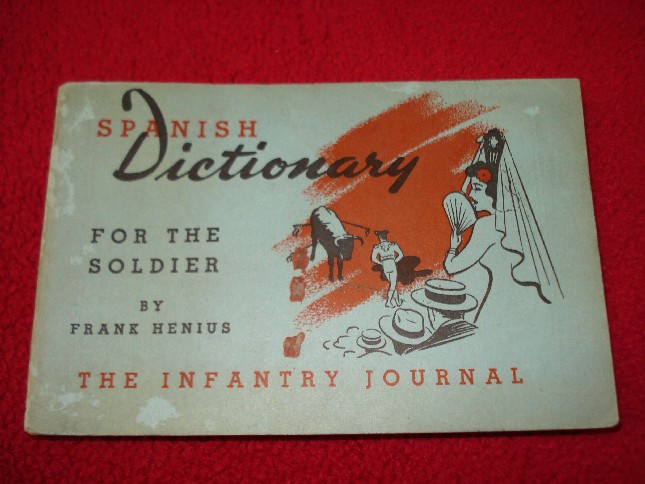 SPANISH
Dictionary
FOR THE
SOLDIER
BY
FRANK HENIUS
THE INFANTRY JOURNAL